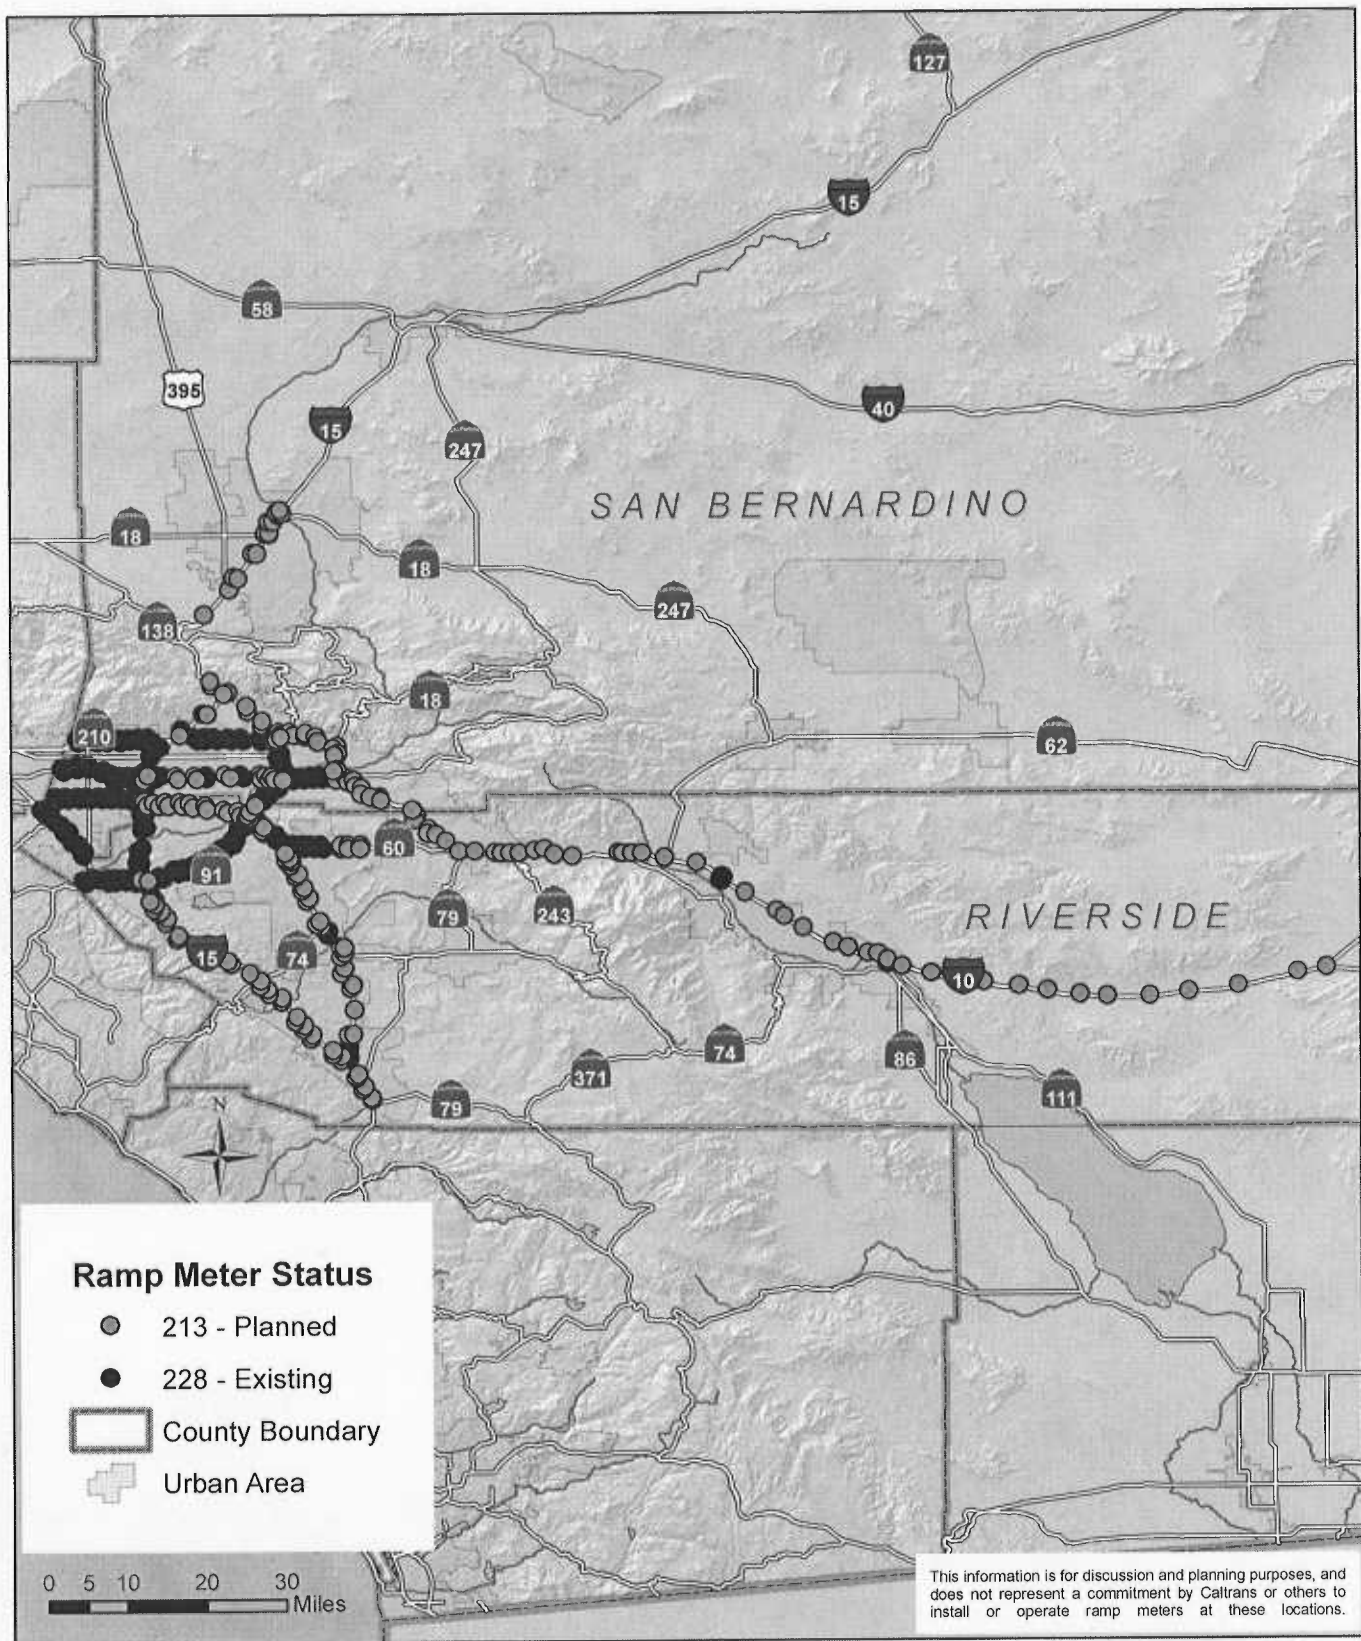 127
15
58
395
40
15
247
SAN BERNARDINO
18
18
247
138
18
210
62
60
91
RIVERSIDE
79
243
15
74
10
74
86
371
79
111
N
Ramp Meter Status
213 - Planned
228 - Existing
County Boundary
Urban Area
0 5 10 20 30
Miles
This information is for discussion and planning purposes, and
does not represent a commitment by Caltrans or others to
install or operate ramp meters at these locations.